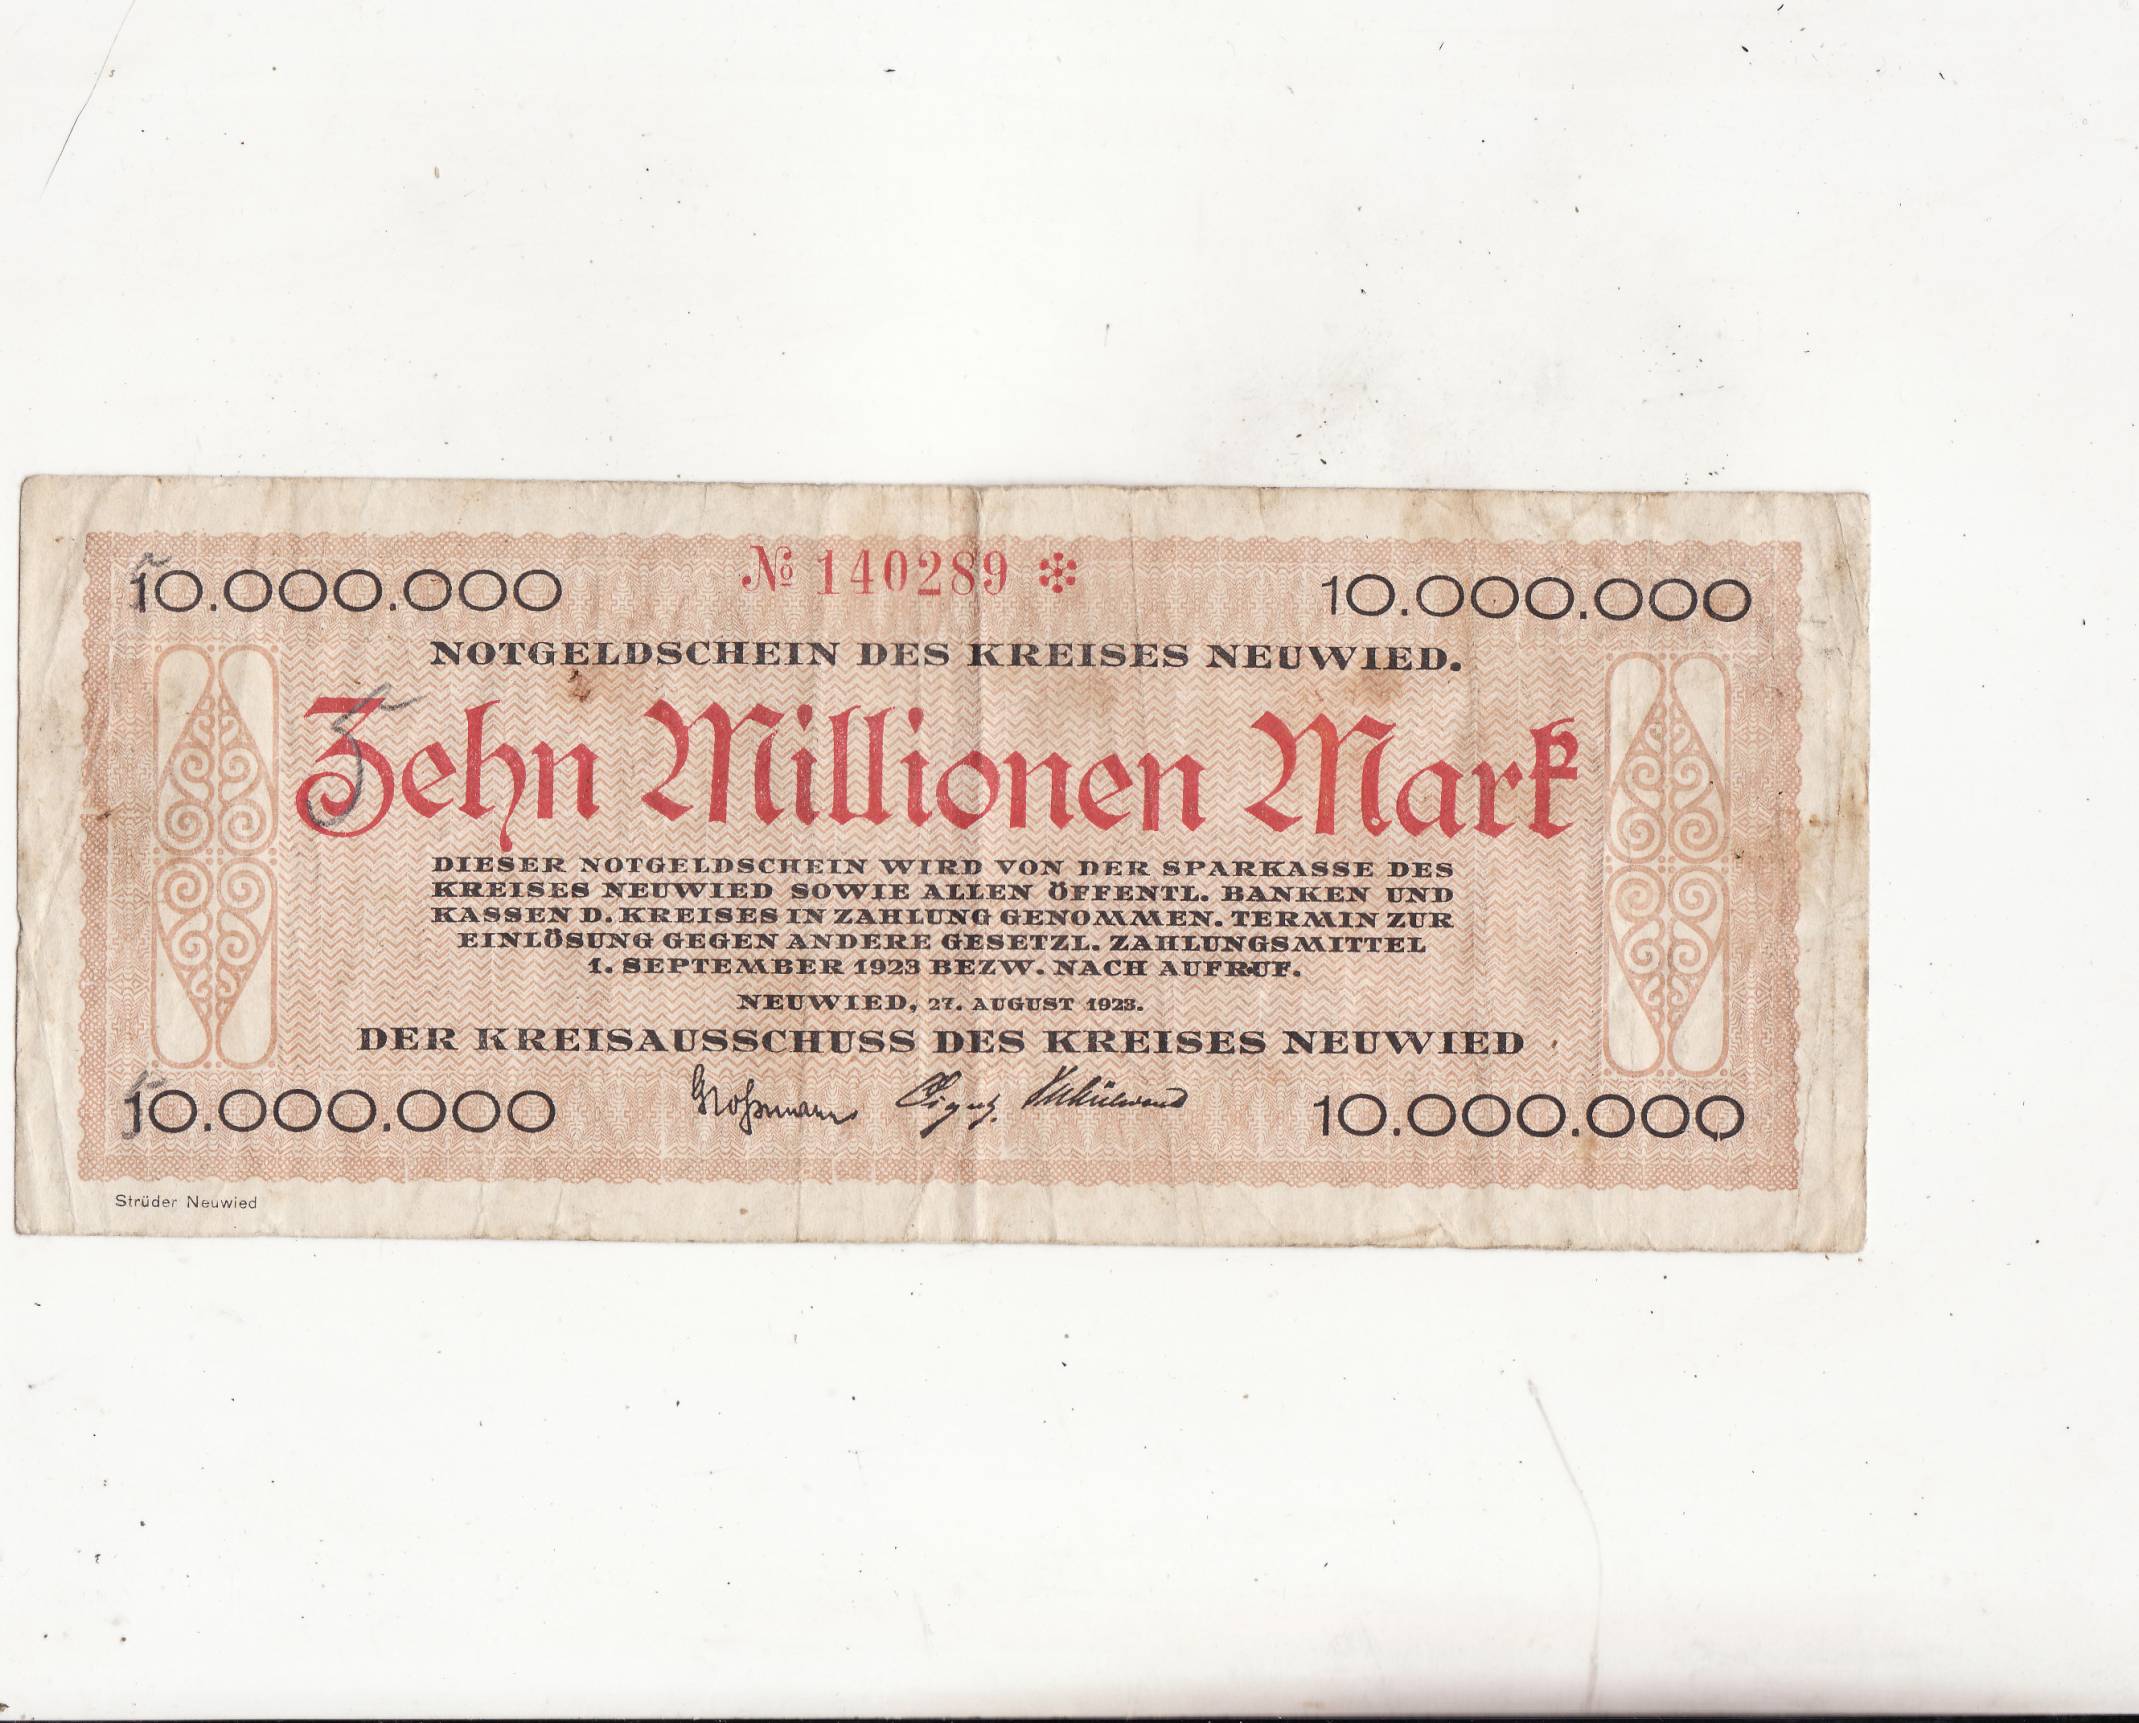 10.000.000 № 140289 * 10.000.000
NOTGELDSCHEIN DES KREISES NEUWIED.
Zehn Millionen Mark
DIESER NOTGELDSCHEIN WIRD VON DER SPARKASSE DES
KREISES NEUWIED SOWIE ALLEN ÖFFENTL. BANKEN UND
KASSEN D. KREISES IN ZAHLUNG GENOMMEN. TERMIN ZUR
EINLÖSUNG GEGEN ANDERE GESETZL. ZAHLUNGSMITTEL
1. SEPTEMBER 1923 BEZW. NACH AUFRUF.
NEUWIED, 27. AUGUST 1923.
DER KREISAUSSCHUSS DES KREISES NEUWIED
10.000.000 10.000.000
Strüder Neuwied